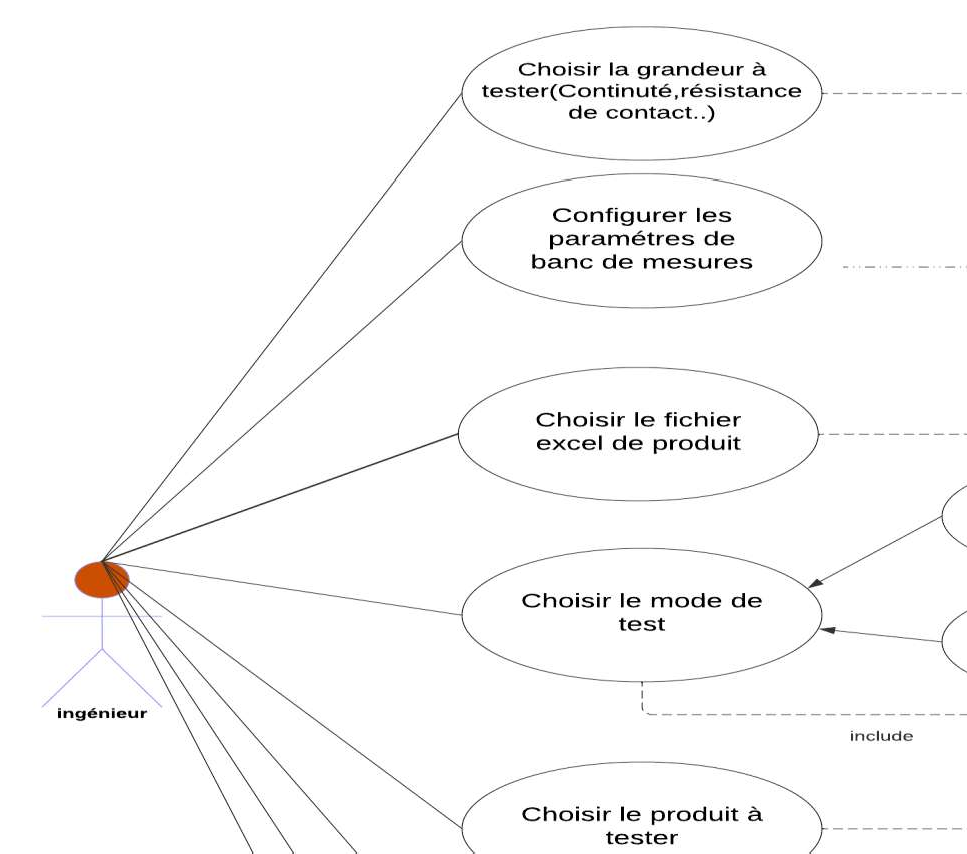 Choisir la grandeur à
tester(Continuté,résistance
de contact..)
Configurer les
paramétres de
banc de mesures
Choisir le fichier
excel de produit
Choisir le mode de
test
ingénieur
include
Choisir le produit à
tester